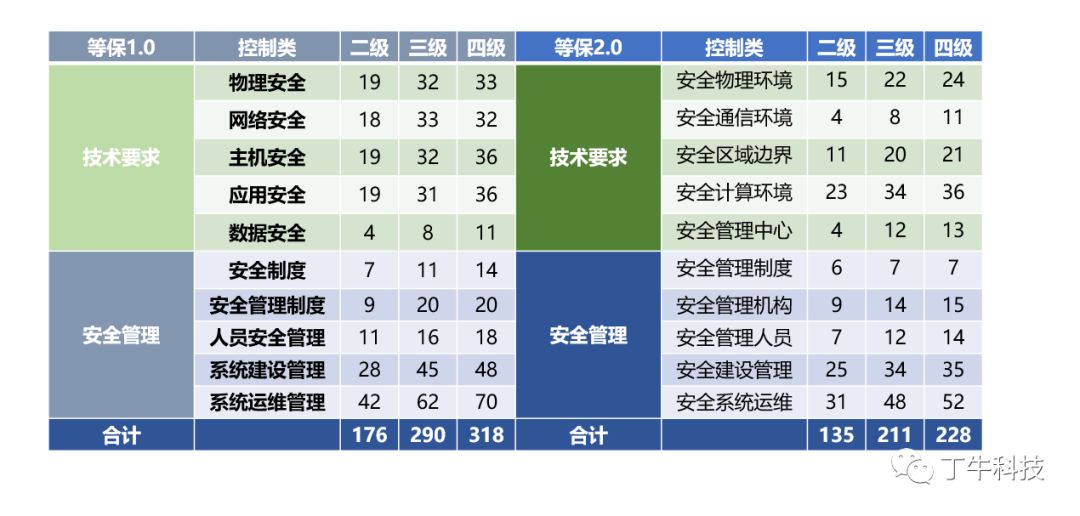 等保1.0 控制类 二级 三级 四级 等保2.0 控制类 二级 三级 四级
物理安全 19 32 33 安全物理环境 15 22 24
网络安全 18 33 32 安全通信环境 4 8 11
技术要求 主机安全 19 32 36 技术要求 安全区域边界 11 20 21
应用安全 19 31 36 安全计算环境 23 34 36
数据安全 4 8 11 安全管理中心 4 12 13
安全制度 7 11 14 安全管理制度 6 7 7
安全管理制度 9 20 20 安全管理机构 9 14 15
安全管理 人员安全管理 11 16 18 安全管理 安全管理人员 7 12 14
系统建设管理 28 45 48 安全建设管理 25 34 35
系统运维管理 42 62 70 安全系统运维 31 48 52
合计 176 290 318 合计 135 211 228
丁牛科技